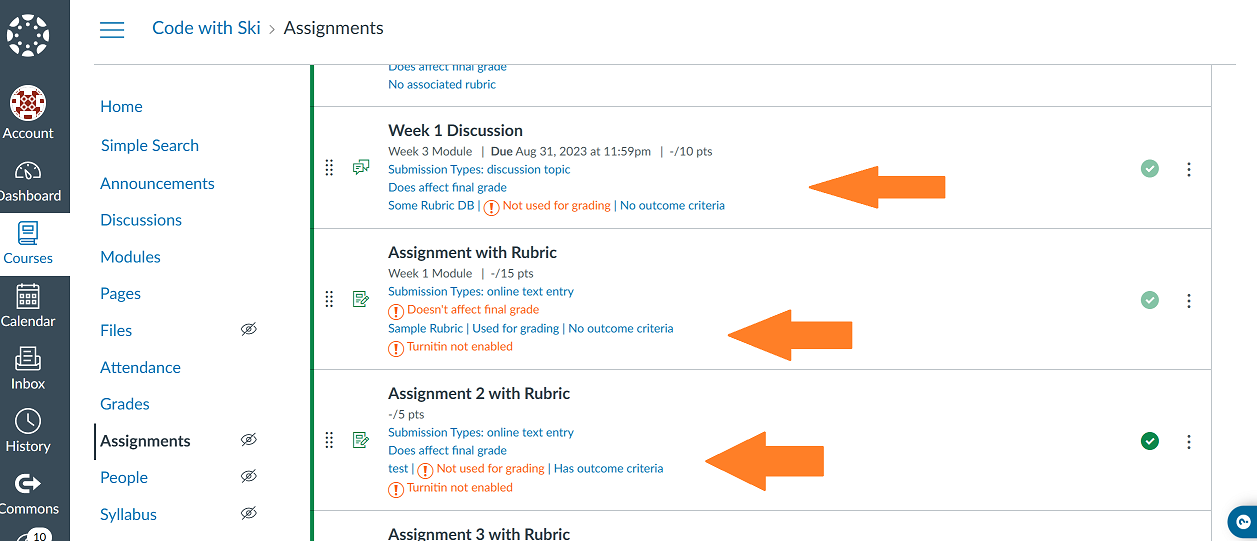 Code with Ski > Assignments
Account
Dashboard
Courses
Calendar
Inbox
History
Commons
10
Home
Simple Search
Announcements
Discussions
Modules
Pages
Files
Attendance
Grades
Assignments
People
Syllabus
Does affect final grade
No associated rubric
Week 1 Discussion
Week 3 Module | Due Aug 31, 2023 at 11:59pm | -/10 pts
Submission Types: discussion topic
Does affect final grade
Some Rubric DB | ! Not used for grading | No outcome criteria
Assignment with Rubric
Week 1 Module | -/15 pts
Submission Types: online text entry
! Doesn't affect final grade
Sample Rubric | Used for grading | No outcome criteria
! Turnitin not enabled
Assignment 2 with Rubric
-/5 pts
Submission Types: online text entry
Does affect final grade
test | ! Not used for grading | Has outcome criteria
! Turnitin not enabled
Assignment 3 with Rubric